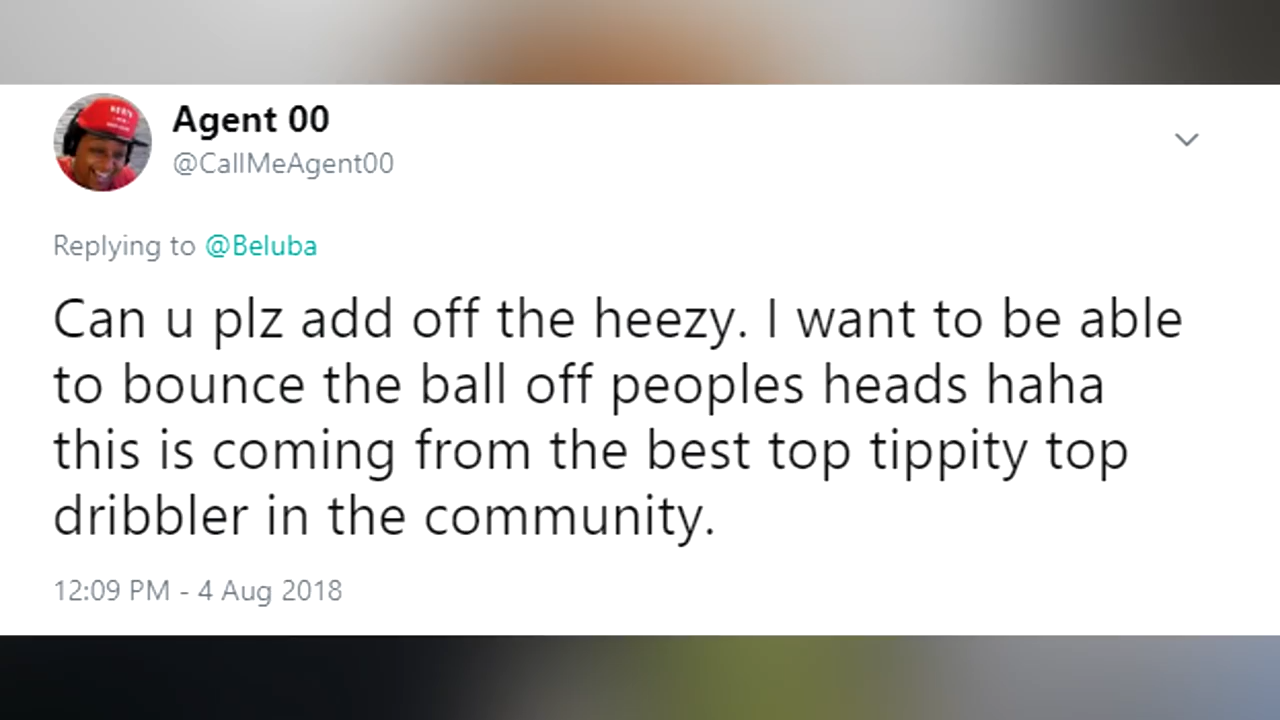 Agent 00
@CallMeAgent00
Replying to @Beluba
Can u plz add off the heezy. I want to be able
to bounce the ball off peoples heads haha
this is coming from the best top tippity top
dribbler in the community.
12:09 PM - 4 Aug 2018